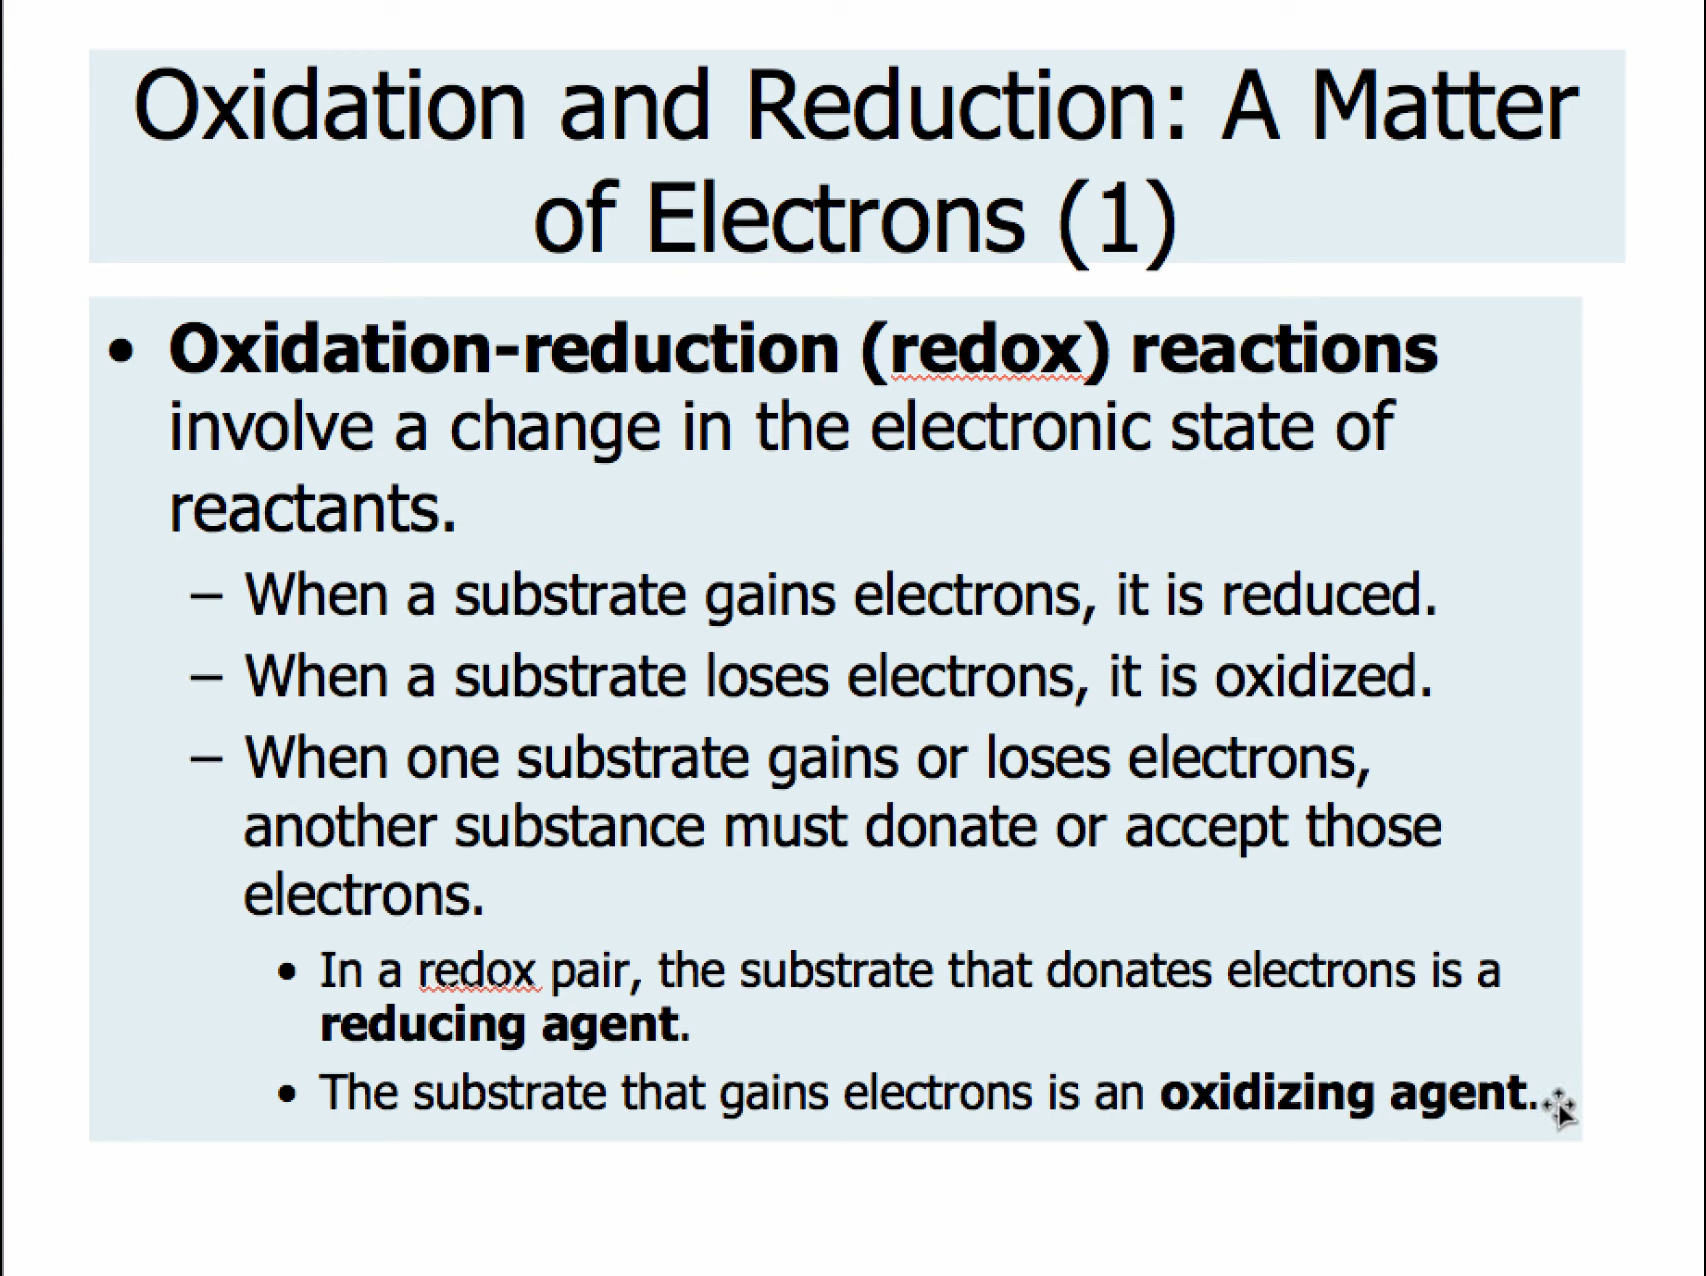 Oxidation and Reduction: A Matter
of Electrons (1)
• Oxidation-reduction (redox) reactions
involve a change in the electronic state of
reactants.
– When a substrate gains electrons, it is reduced.
– When a substrate loses electrons, it is oxidized.
– When one substrate gains or loses electrons,
another substance must donate or accept those
electrons.
• In a redox pair, the substrate that donates electrons is a
reducing agent.
• The substrate that gains electrons is an oxidizing agent.